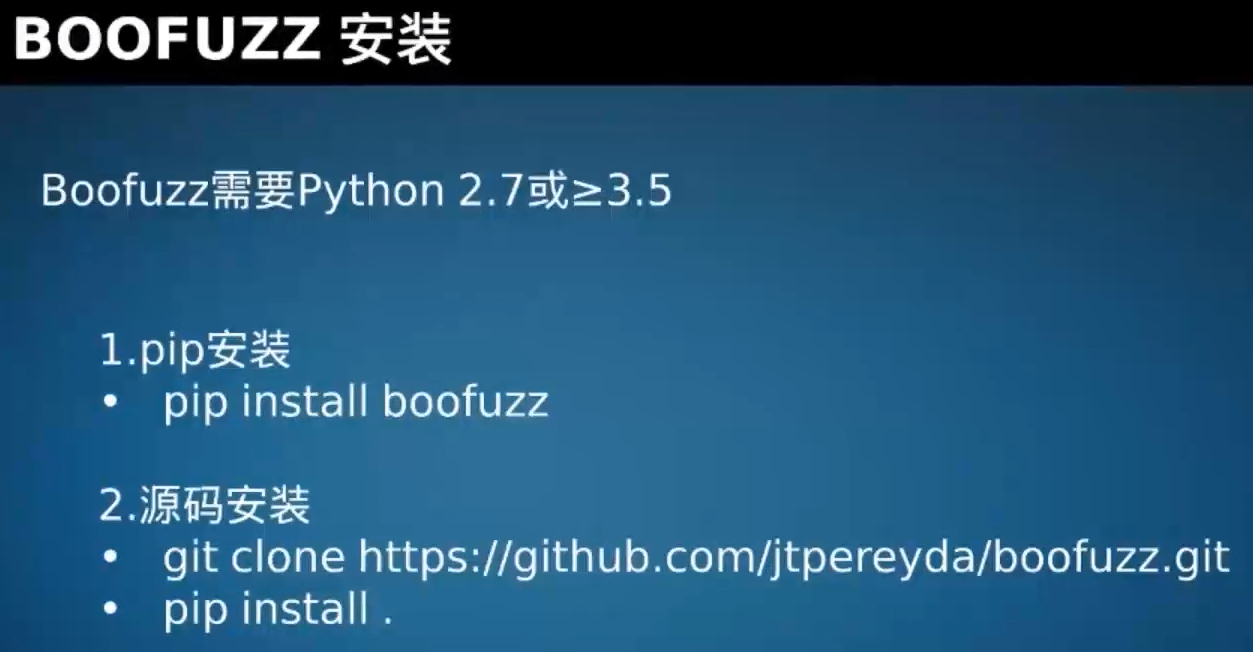 BOOFUZZ 安装
Boofuzz需要Python 2.7或≥3.5
1.pip安装
• pip install boofuzz
2.源码安装
• git clone https://github.com/jtpereyda/boofuzz.git
• pip install .